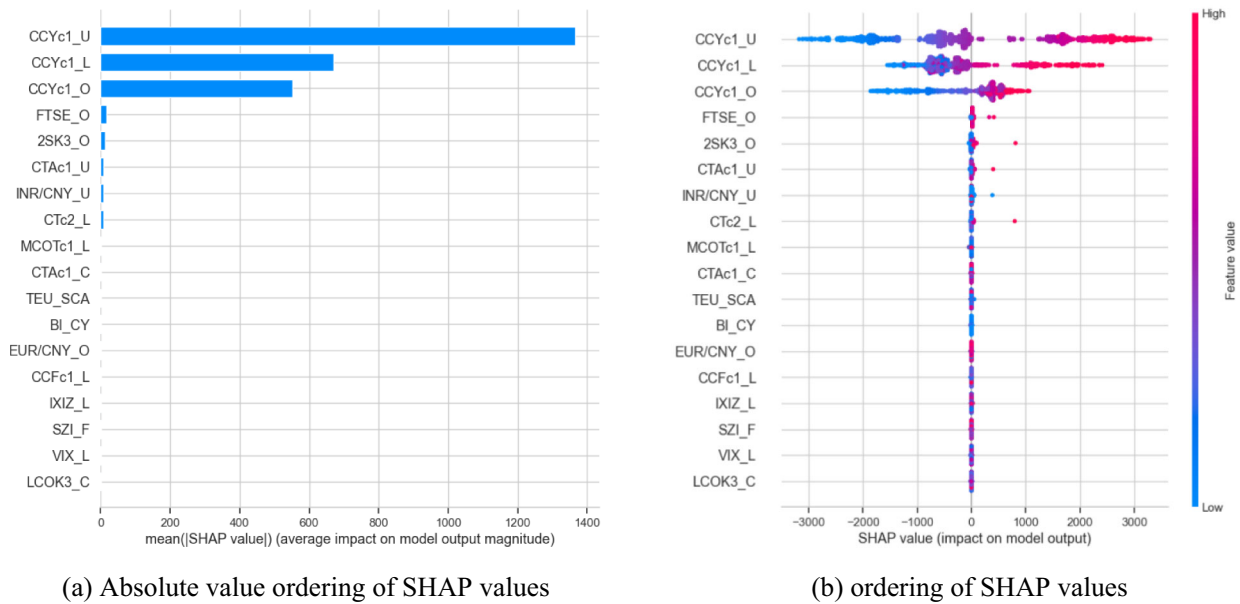 CCYc1_U
CCYc1_L
CCYc1_O
FTSE_O
2SK3_O
CTAc1_U
INR/CNY_U
CTc2_L
MCOTc1_L
CTAc1_C
TEU_SCA
BI_CY
EUR/CNY_O
CCFc1_L
IXIZ_L
SZI_F
VIX_L
LCOK3_C
0 200 400 600 800 1000 1200 1400
mean(|SHAP value|) (average impact on model output magnitude)
(a) Absolute value ordering of SHAP values
High
CCYc1_U
CCYc1_L
CCYc1_O
FTSE_O
2SK3_O
CTAc1_U
INR/CNY_U
CTc2_L
MCOTc1_L
CTAc1_C
TEU_SCA
BI_CY
EUR/CNY_O
CCFc1_L
IXIZ_L
SZI_F
VIX_L
LCOK3_C
Feature value
Low
−3000 −2000 −1000 0 1000 2000 3000
SHAP value (impact on model output)
(b) ordering of SHAP values